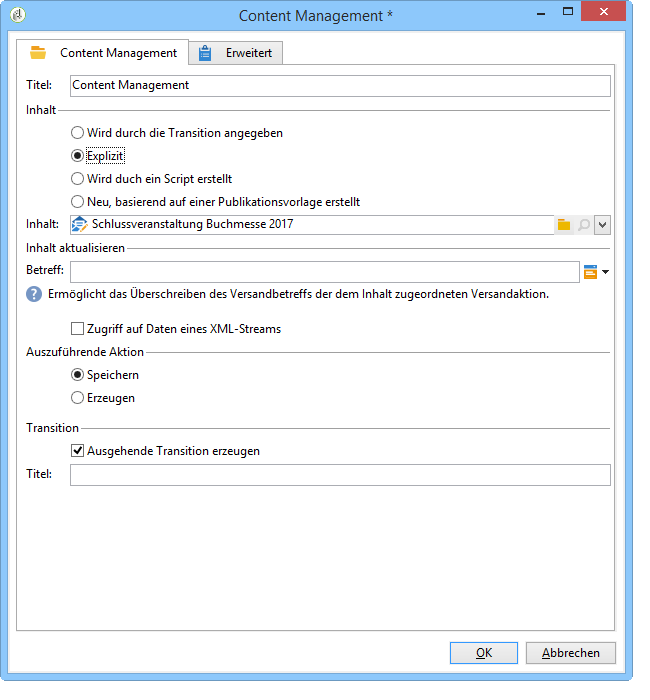 Content Management *
Content Management
Erweitert
Titel: Content Management
Inhalt
Wird durch die Transition angegeben
Explizit
Wird duch ein Script erstellt
Neu, basierend auf einer Publikationsvorlage erstellt
Inhalt: Schlussveranstaltung Buchmesse 2017
Inhalt aktualisieren
Betreff:
? Ermöglicht das Überschreiben des Versandbetreffs der dem Inhalt zugeordneten Versandaktion.
Zugriff auf Daten eines XML-Streams
Auszuführende Aktion
Speichern
Erzeugen
Transition
Ausgehende Transition erzeugen
Titel:
OK Abbrechen